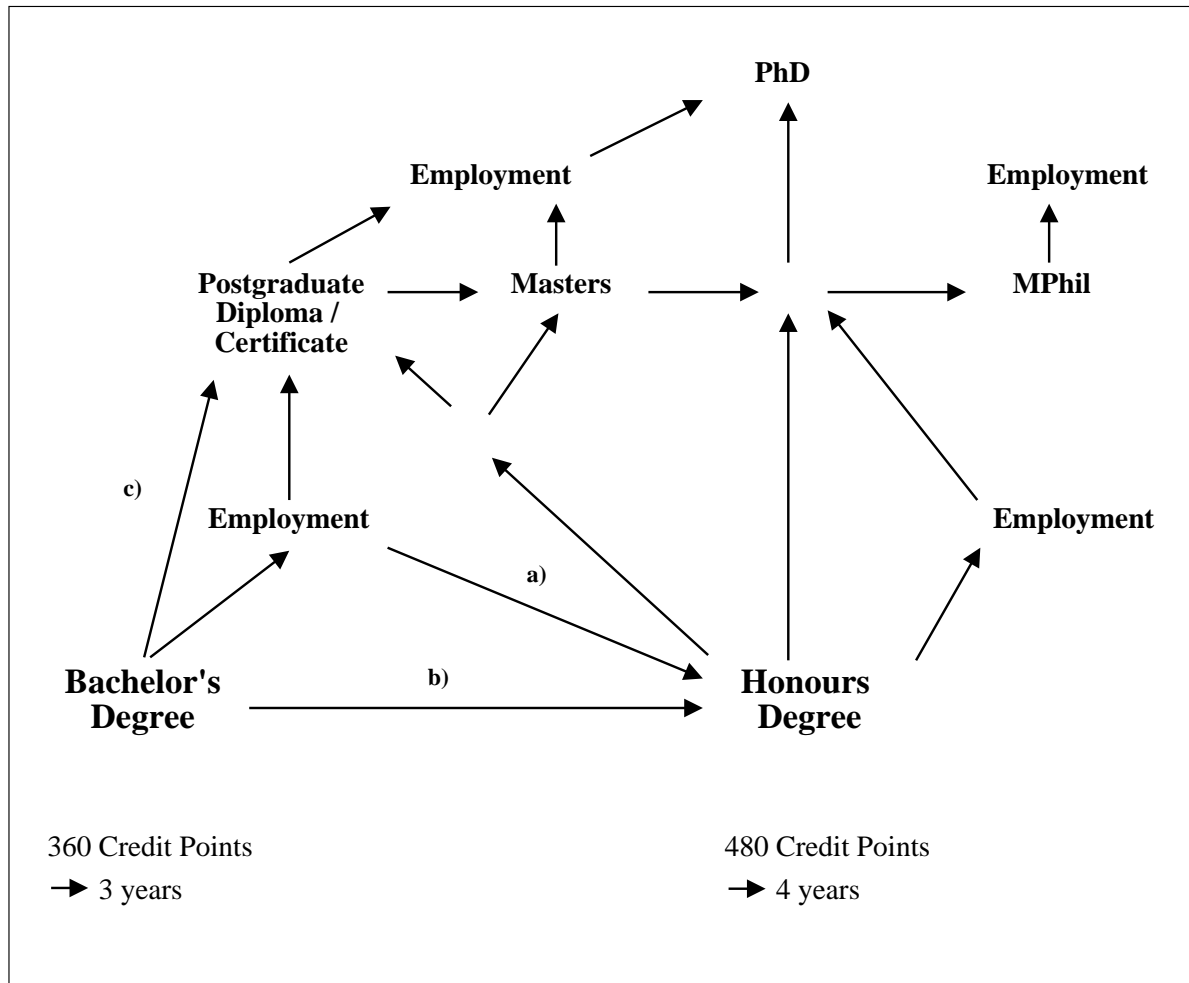 PhD
Employment
Employment
Postgraduate
Diploma /
Certificate
Masters
MPhil
c)
Employment
Employment
a)
Bachelor's
Degree
b)
Honours
Degree
360 Credit Points
3 years
480 Credit Points
4 years